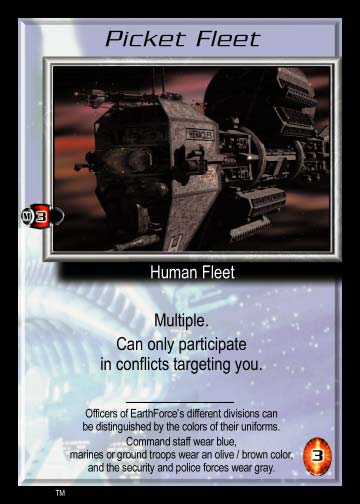 Picket Fleet
HERACLES
M 3
Human Fleet
Multiple.
Can only participate
in conflicts targeting you.
Officers of EarthForce's different divisions can
be distinguished by the colors of their uniforms.
Command staff wear blue,
marines or ground troops wear an olive / brown color,
and the security and police forces wear gray.
3
TM